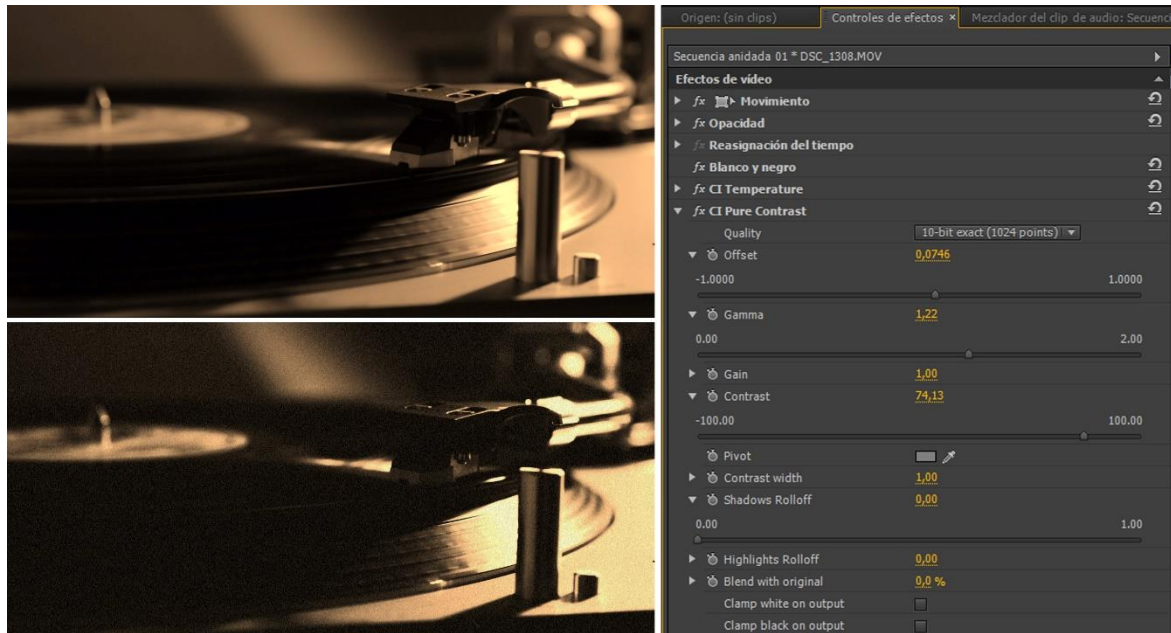 Origen: (sin clips) Controles de efectos × Mezclador del clip de audio: Secuenc
Secuencia anidada 01 * DSC_1308.MOV
Efectos de vídeo
fx Movimiento
fx Opacidad
fx Reasignación del tiempo
fx Blanco y negro
fx CI Temperature
fx CI Pure Contrast
Quality 10-bit exact (1024 points)
Offset 0,0746
-1.0000 1.0000
Gamma 1,22
0.00 2.00
Gain 1,00
Contrast 74,13
-100.00 100.00
Pivot
Contrast width 1,00
Shadows Rolloff 0,00
0.00 1.00
Highlights Rolloff 0,00
Blend with original 0,0 %
Clamp white on output
Clamp black on output